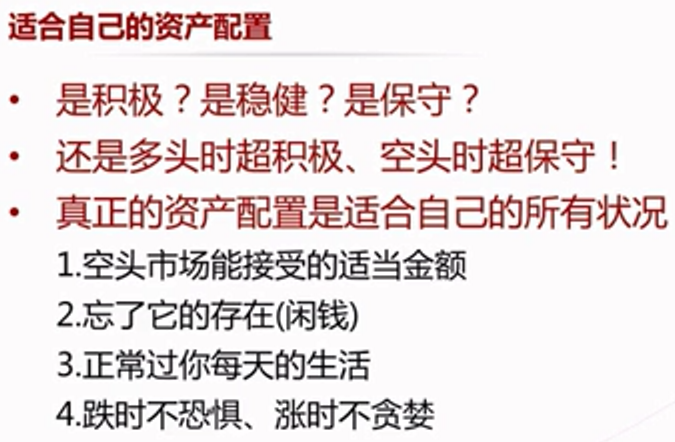 适合自己的资产配置
• 是积极？是稳健？是保守？
• 还是多头时超积极、空头时超保守！
• 真正的资产配置是适合自己的所有状况
1.空头市场能接受的适当金额
2.忘了它的存在(闲钱)
3.正常过你每天的生活
4.跌时不恐惧、涨时不贪婪